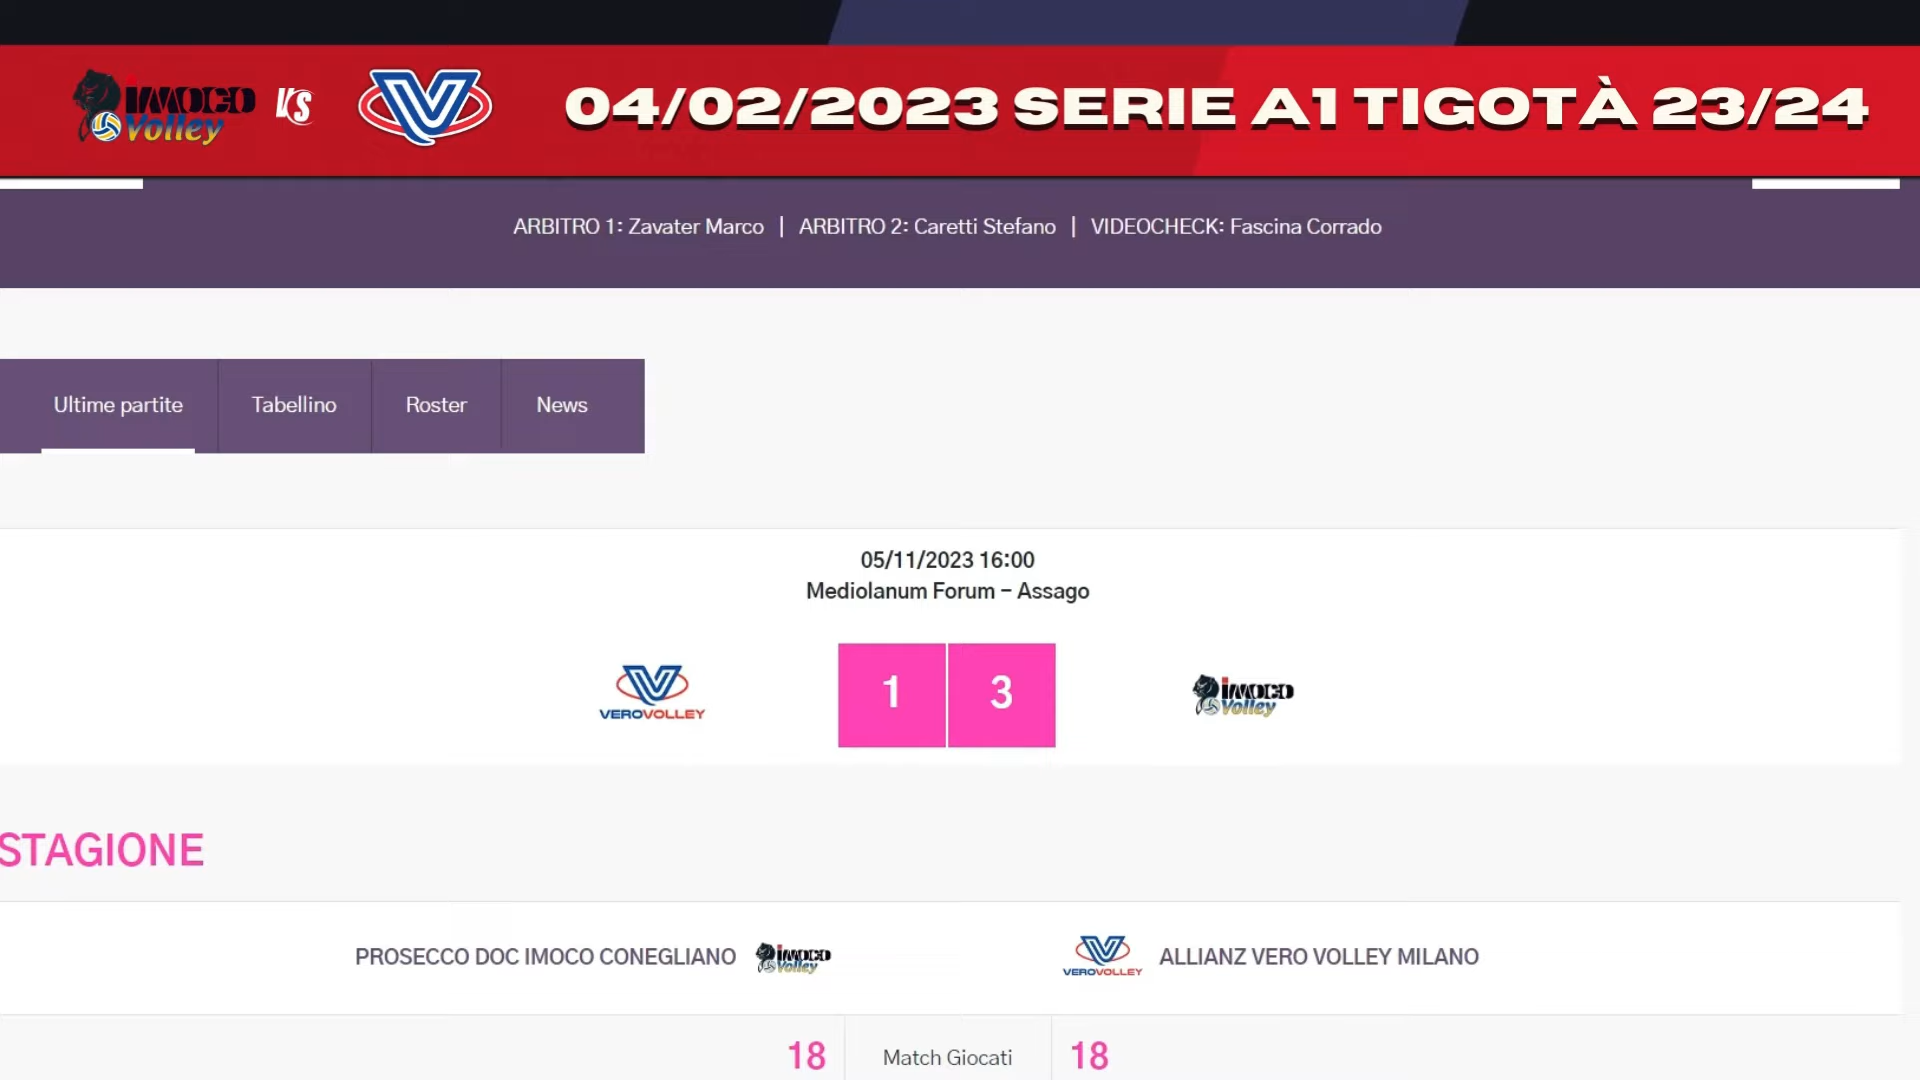 imoco
Volley
VS
04/02/2023 SERIE A1 TIGOTÀ 23/24
ARBITRO 1: Zavater Marco | ARBITRO 2: Caretti Stefano | VIDEOCHECK: Fascina Corrado
Ultime partite
Tabellino
Roster
News
05/11/2023 16:00
Mediolanum Forum - Assago
VEROVOLLEY
1
3
imoco
Volley
STAGIONE
PROSECCO DOC IMOCO CONEGLIANO
imoco
Volley
VEROVOLLEY
ALLIANZ VERO VOLLEY MILANO
18
Match Giocati
18